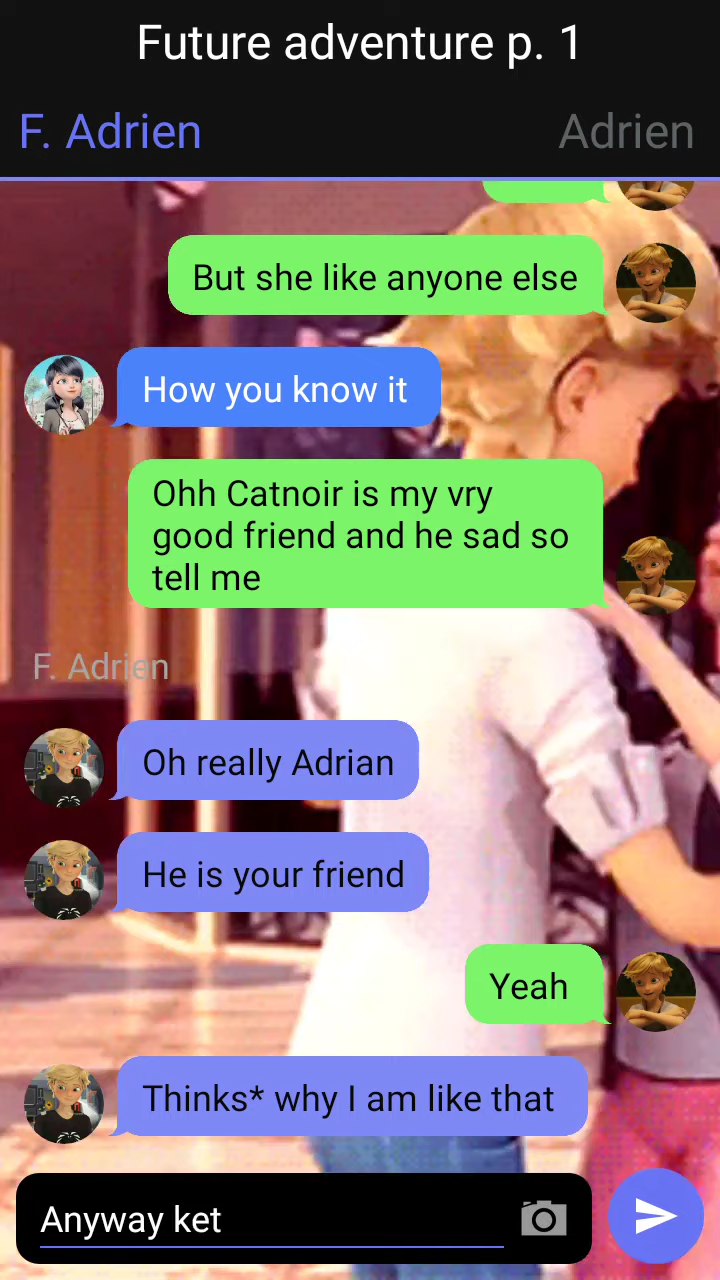 Future adventure p. 1
F. Adrien
Adrien
But she like anyone else
How you know it
Ohh Catnoir is my vry
good friend and he sad so
tell me
F. Adrien
Oh really Adrian
He is your friend
Yeah
Thinks* why I am like that
Anyway ket